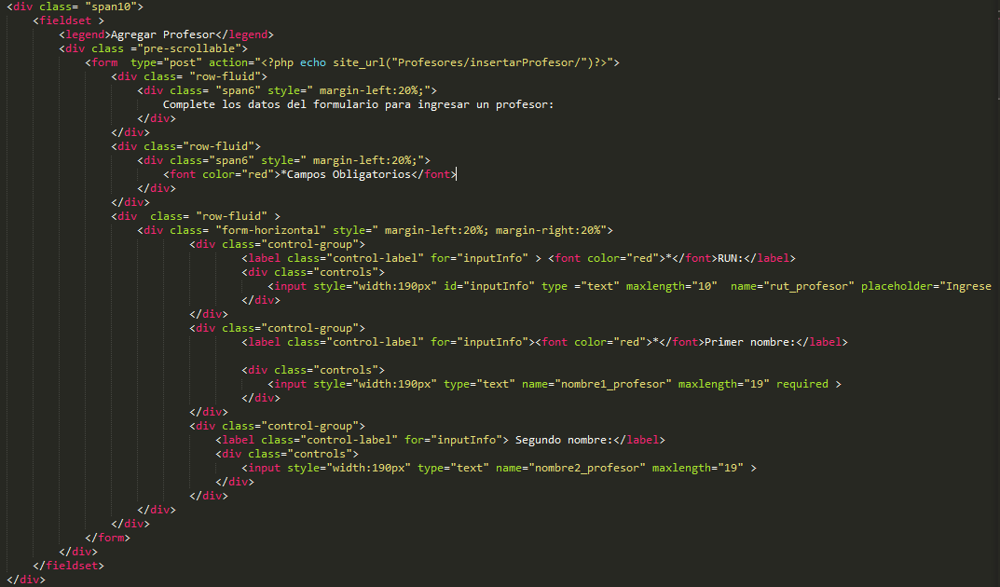 <div class= "span10">
<fieldset >
<legend>Agregar Profesor</legend>
<div class ="pre-scrollable">
<form  type="post" action="<?php echo site_url("Profesores/insertarProfesor/")?>">
<div class= "row-fluid">
<div class= "span6" style=" margin-left:20%;">
Complete los datos del formulario para ingresar un profesor:
</div>
</div>
<div class="row-fluid">
<div class="span6" style=" margin-left:20%;">
<font color="red">*Campos Obligatorios</font>
</div>
</div>
<div  class= "row-fluid" >
<div class= "form-horizontal" style=" margin-left:20%; margin-right:20%">
<div class="control-group">
<label class="control-label" for="inputInfo" > <font color="red">*</font>RUN:</label>
<div class="controls">
<input style="width:190px" id="inputInfo" type ="text" maxlength="10"  name="rut_profesor" placeholder="Ingrese
</div>
</div>
<div class="control-group">
<label class="control-label" for="inputInfo"><font color="red">*</font>Primer nombre:</label>
<div class="controls">
<input style="width:190px" type="text" name="nombre1_profesor" maxlength="19" required >
</div>
</div>
<div class="control-group">
<label class="control-label" for="inputInfo"> Segundo nombre:</label>
<div class="controls">
<input style="width:190px" type="text" name="nombre2_profesor" maxlength="19" >
</div>
</div>
</div>
</div>
</form>
</div>
</fieldset>
</div>